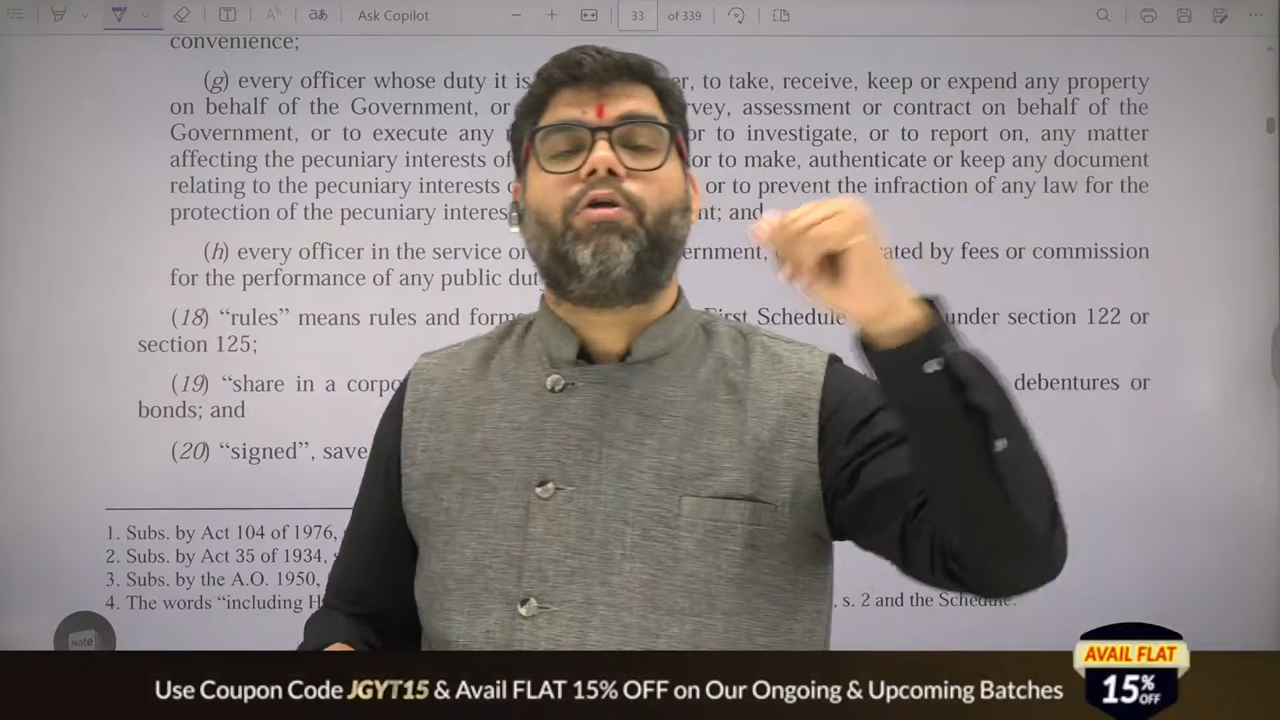 Ask Copilot
33 of 339
convenience;
(g) every officer whose duty it is er, to take, receive, keep or expend any property
on behalf of the Government, or vey, assessment or contract on behalf of the
Government, or to execute any or to investigate, or to report on, any matter
affecting the pecuniary interests of or to make, authenticate or keep any document
relating to the pecuniary interests or to prevent the infraction of any law for the
protection of the pecuniary interes nt; and
(h) every officer in the service or ernment, ated by fees or commission
for the performance of any public dut
(18) “rules” means rules and forms First Schedule under section 122 or
section 125;
(19) “share in a corpo debentures or
bonds; and
(20) “signed”, save
1. Subs. by Act 104 of 1976,
2. Subs. by Act 35 of 1934,
3. Subs. by the A.O. 1950,
4. The words “including H , s. 2 and the Schedule.
Note
Use Coupon Code JGYT15 & Avail FLAT 15% OFF on Our Ongoing & Upcoming Batches
AVAIL FLAT
15% OFF